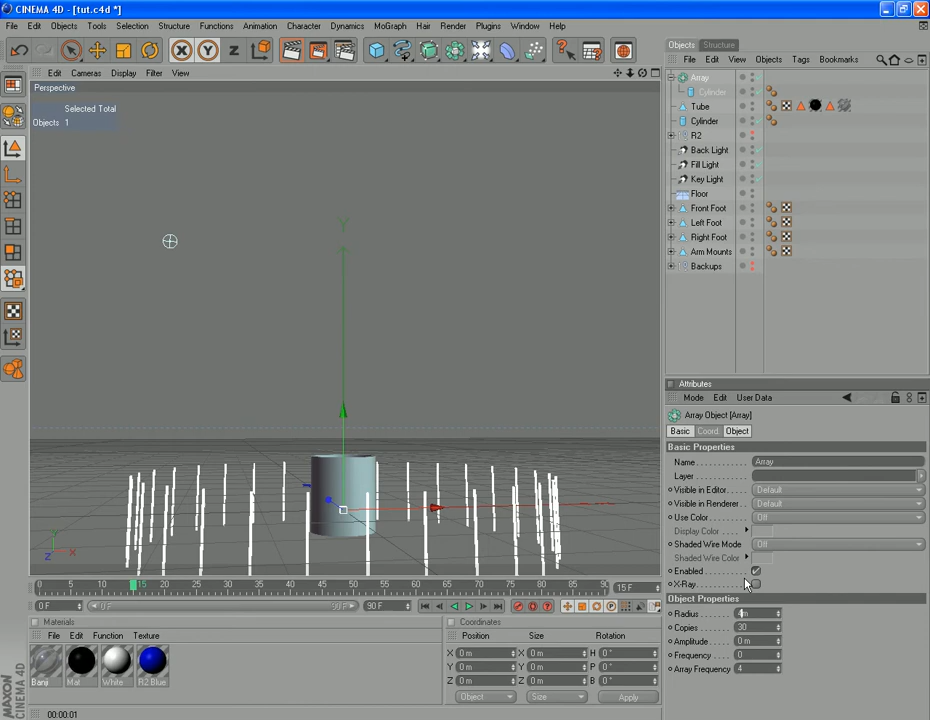 CINEMA 4D - [tut.c4d *]
File Edit Objects Tools Selection Structure Functions Animation Character Dynamics MoGraph Hair Render Plugins Window Help
Objects Structure
File Edit View Objects Tags Bookmarks
Edit Cameras Display Filter View
Perspective
Selected Total
Objects 1
Y
Array
Cylinder
Tube
Cylinder
R2
Back Light
Fill Light
Key Light
Floor
Front Foot
Left Foot
Right Foot
Arm Mounts
Backups
Attributes
Mode Edit User Data
Array Object [Array]
Basic Coord. Object
Basic Properties
Name Array
Layer
Visible in Editor Default
Visible in Renderer Default
Use Color Off
Display Color
Shaded Wire Mode Off
Shaded Wire Color
Enabled
X-Ray
Object Properties
Radius 4m
Copies 30
Amplitude 0 m
Frequency 0
Array Frequency 4
Y
Z X
0 5 10 15 20 25 30 35 40 45 50 55 60 65 70 75 80 85 90 15 F
0 F 0 F 90 F 90 F
Materials
File Edit Function Texture
Banji Mat White R2 Blue
Coordinates
Position Size Rotation
X 0 m X 0 m H 0 °
Y 0 m Y 0 m P 0 °
Z 0 m Z 0 m B 0 °
Object Size Apply
MAXON
CINEMA 4D
00:00:01